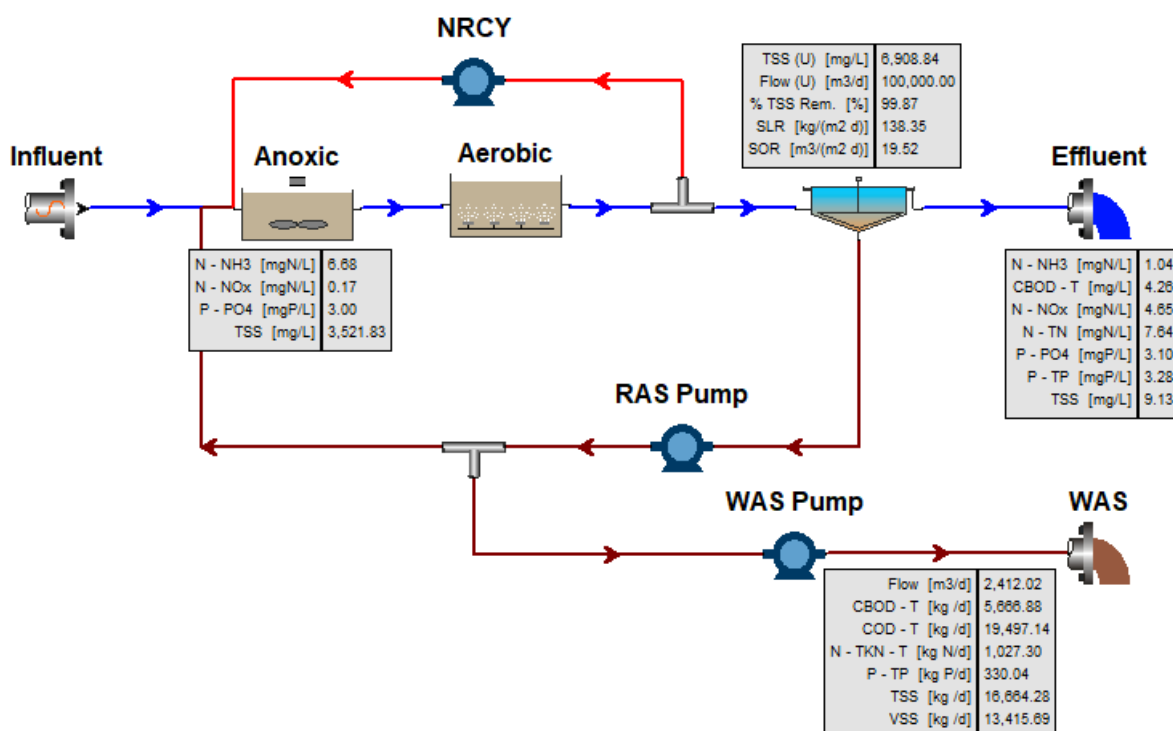 NRCY
TSS (U) [mg/L] 6,908.84
Flow (U) [m3/d] 100,000.00
% TSS Rem. [%] 99.87
SLR [kg/(m2 d)] 138.35
SOR [m3/(m2 d)] 19.52
Influent
Anoxic
Aerobic
Effluent
N - NH3 [mgN/L] 6.68
N - NOx [mgN/L] 0.17
P - PO4 [mgP/L] 3.00
TSS [mg/L] 3,521.83
N - NH3 [mgN/L] 1.04
CBOD - T [mg/L] 4.26
N - NOx [mgN/L] 4.65
N - TN [mgN/L] 7.64
P - PO4 [mgP/L] 3.10
P - TP [mgP/L] 3.28
TSS [mg/L] 9.13
RAS Pump
WAS Pump
WAS
Flow [m3/d] 2,412.02
CBOD - T [kg /d] 5,666.88
COD - T [kg /d] 19,497.14
N - TKN - T [kg N/d] 1,027.30
P - TP [kg P/d] 330.04
TSS [kg /d] 16,664.28
VSS [kg /d] 13,415.69